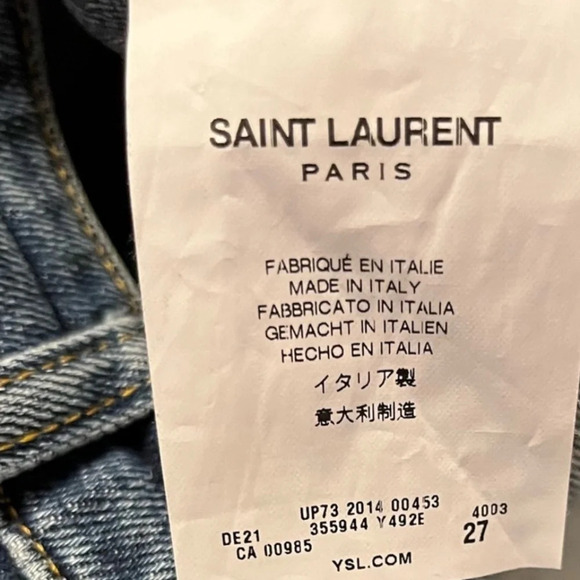 SAINT LAURENT
PARIS
FABRIQUÉ EN ITALIE
MADE IN ITALY
FABBRICATO IN ITALIA
GEMACHT IN ITALIEN
HECHO EN ITALIA
イタリア製
意大利制造
UP73 2014 00453
DE21 355944 Y492E 4003
CA 00985 27
YSL.COM